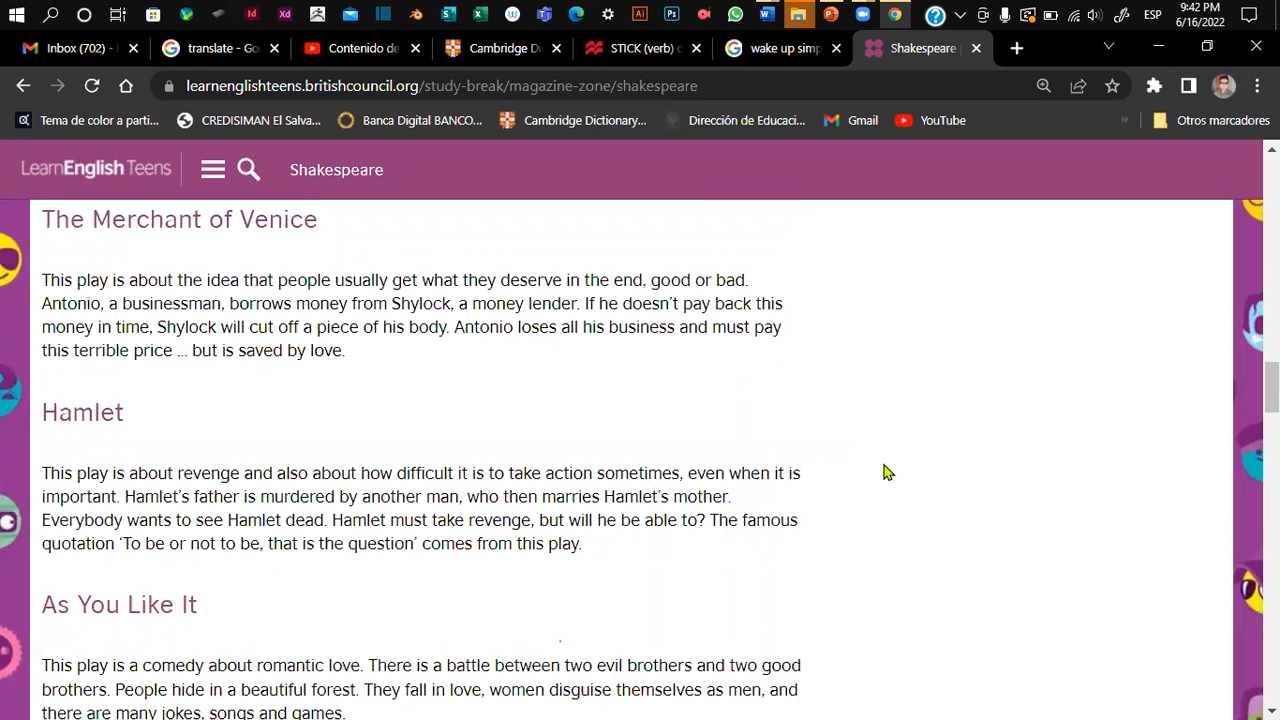 9:42 PM
ESP
6/16/2022
Inbox (702) -
translate - Go
Contenido de
Cambridge Di
STICK (verb) c
wake up simp
Shakespeare
learnenglishteens.britishcouncil.org/study-break/magazine-zone/shakespeare
Tema de color a parti...
CREDISIMAN El Salva...
Banca Digital BANCO...
Cambridge Dictionary...
Dirección de Educaci...
Gmail
YouTube
»
Otros marcadores
LearnEnglish Teens
Shakespeare
The Merchant of Venice
This play is about the idea that people usually get what they deserve in the end, good or bad.
Antonio, a businessman, borrows money from Shylock, a money lender. If he doesn’t pay back this
money in time, Shylock will cut off a piece of his body. Antonio loses all his business and must pay
this terrible price ... but is saved by love.
Hamlet
This play is about revenge and also about how difficult it is to take action sometimes, even when it is
important. Hamlet’s father is murdered by another man, who then marries Hamlet’s mother.
Everybody wants to see Hamlet dead. Hamlet must take revenge, but will he be able to? The famous
quotation ‘To be or not to be, that is the question’ comes from this play.
As You Like It
This play is a comedy about romantic love. There is a battle between two evil brothers and two good
brothers. People hide in a beautiful forest. They fall in love, women disguise themselves as men, and
there are many jokes, songs and games.